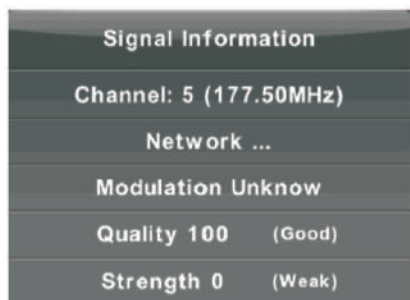 Signal Information
Channel: 5 (177.50MHz)
Network ...
Modulation Unknow
Quality 100 (Good)
Strength 0 (Weak)